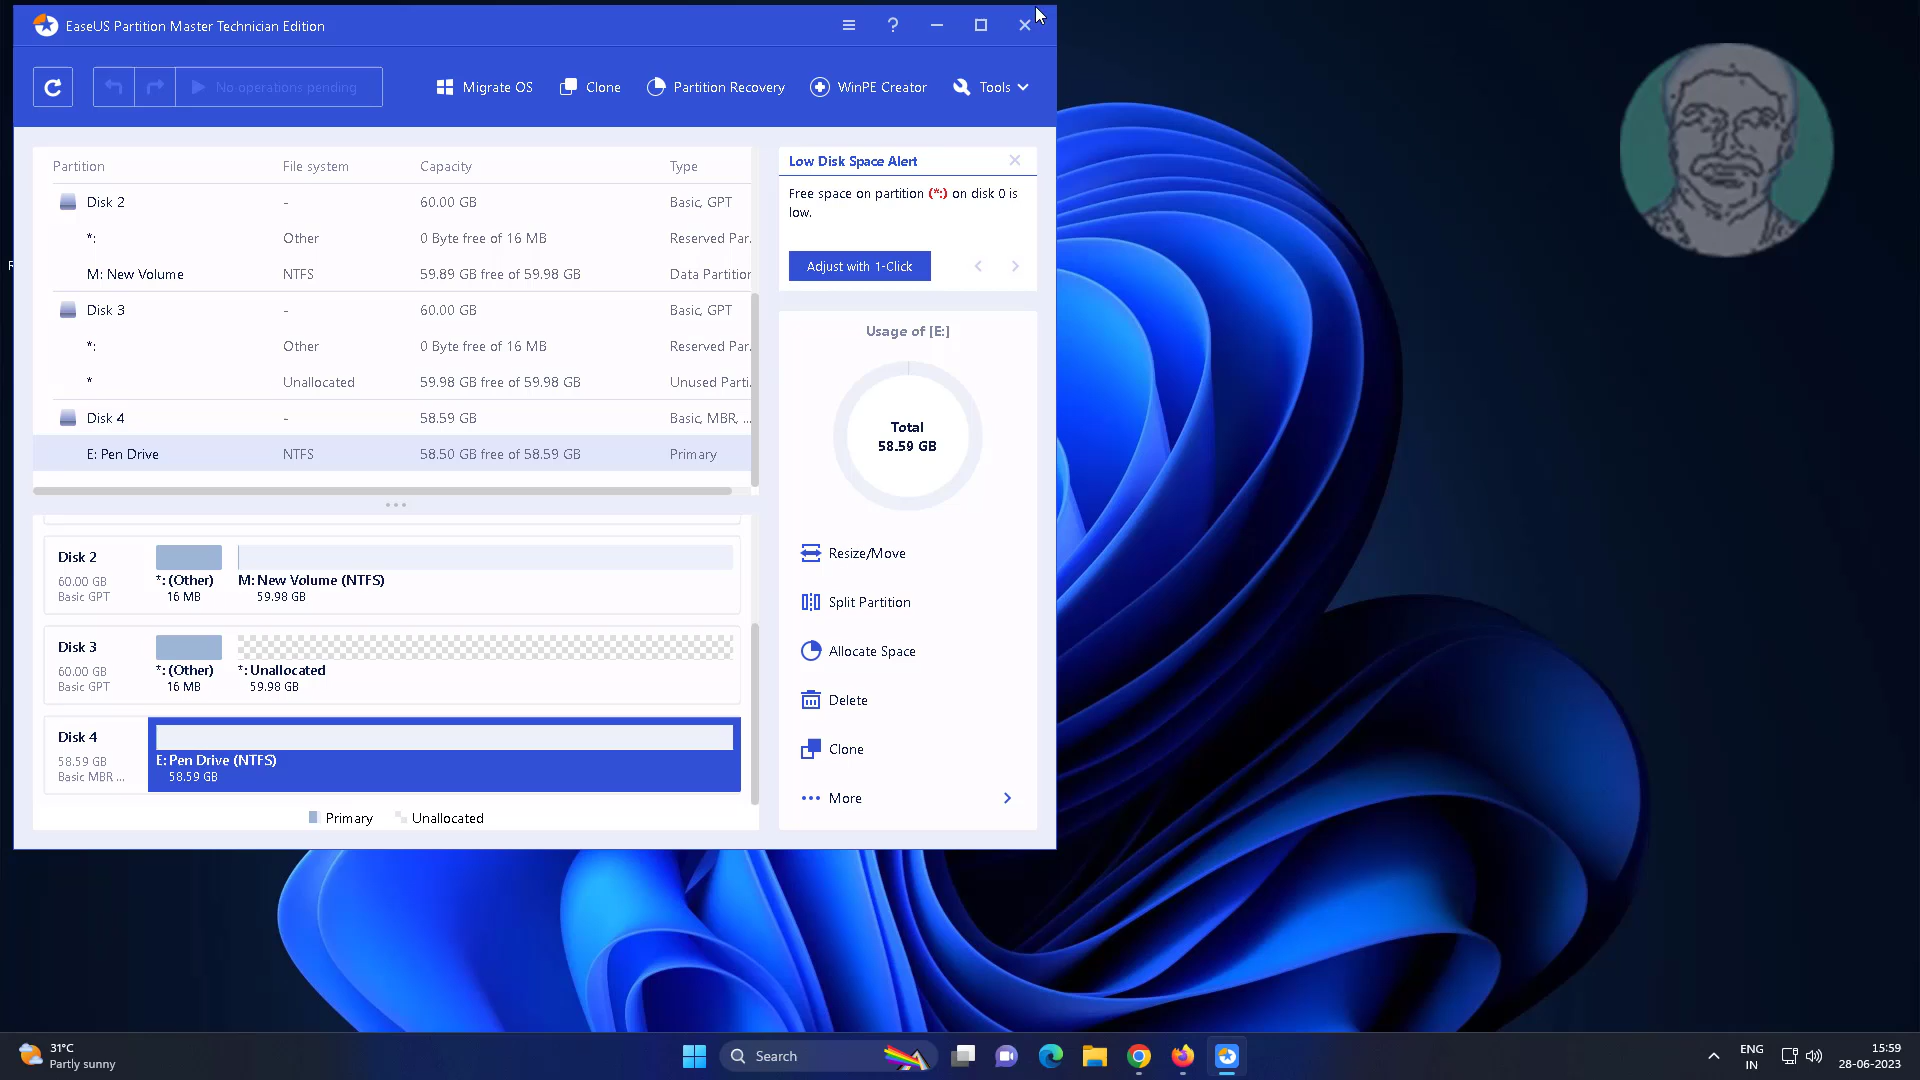 EaseUS Partition Master Technician Edition
No operations pending
Migrate OS
Clone
Partition Recovery
WinPE Creator
Tools
Partition File system Capacity Type
Disk 2 - 60.00 GB Basic, GPT
*: Other 0 Byte free of 16 MB Reserved Par.
M: New Volume NTFS 59.89 GB free of 59.98 GB Data Partition
Disk 3 - 60.00 GB Basic, GPT
*: Other 0 Byte free of 16 MB Reserved Par.
* Unallocated 59.98 GB free of 59.98 GB Unused Parti.
Disk 4 - 58.59 GB Basic, MBR, ...
E: Pen Drive NTFS 58.50 GB free of 58.59 GB Primary
Disk 2
60.00 GB
Basic GPT
*: (Other)
16 MB
M: New Volume (NTFS)
59.98 GB
Disk 3
60.00 GB
Basic GPT
*: (Other)
16 MB
*: Unallocated
59.98 GB
Disk 4
58.59 GB
Basic MBR ...
E: Pen Drive (NTFS)
58.59 GB
Primary
Unallocated
Low Disk Space Alert
Free space on partition (*:) on disk 0 is
low.
Adjust with 1-Click
Usage of [E:]
Total
58.59 GB
Resize/Move
Split Partition
Allocate Space
Delete
Clone
More
31°C
Partly sunny
Search
ENG
IN
15:59
28-06-2023